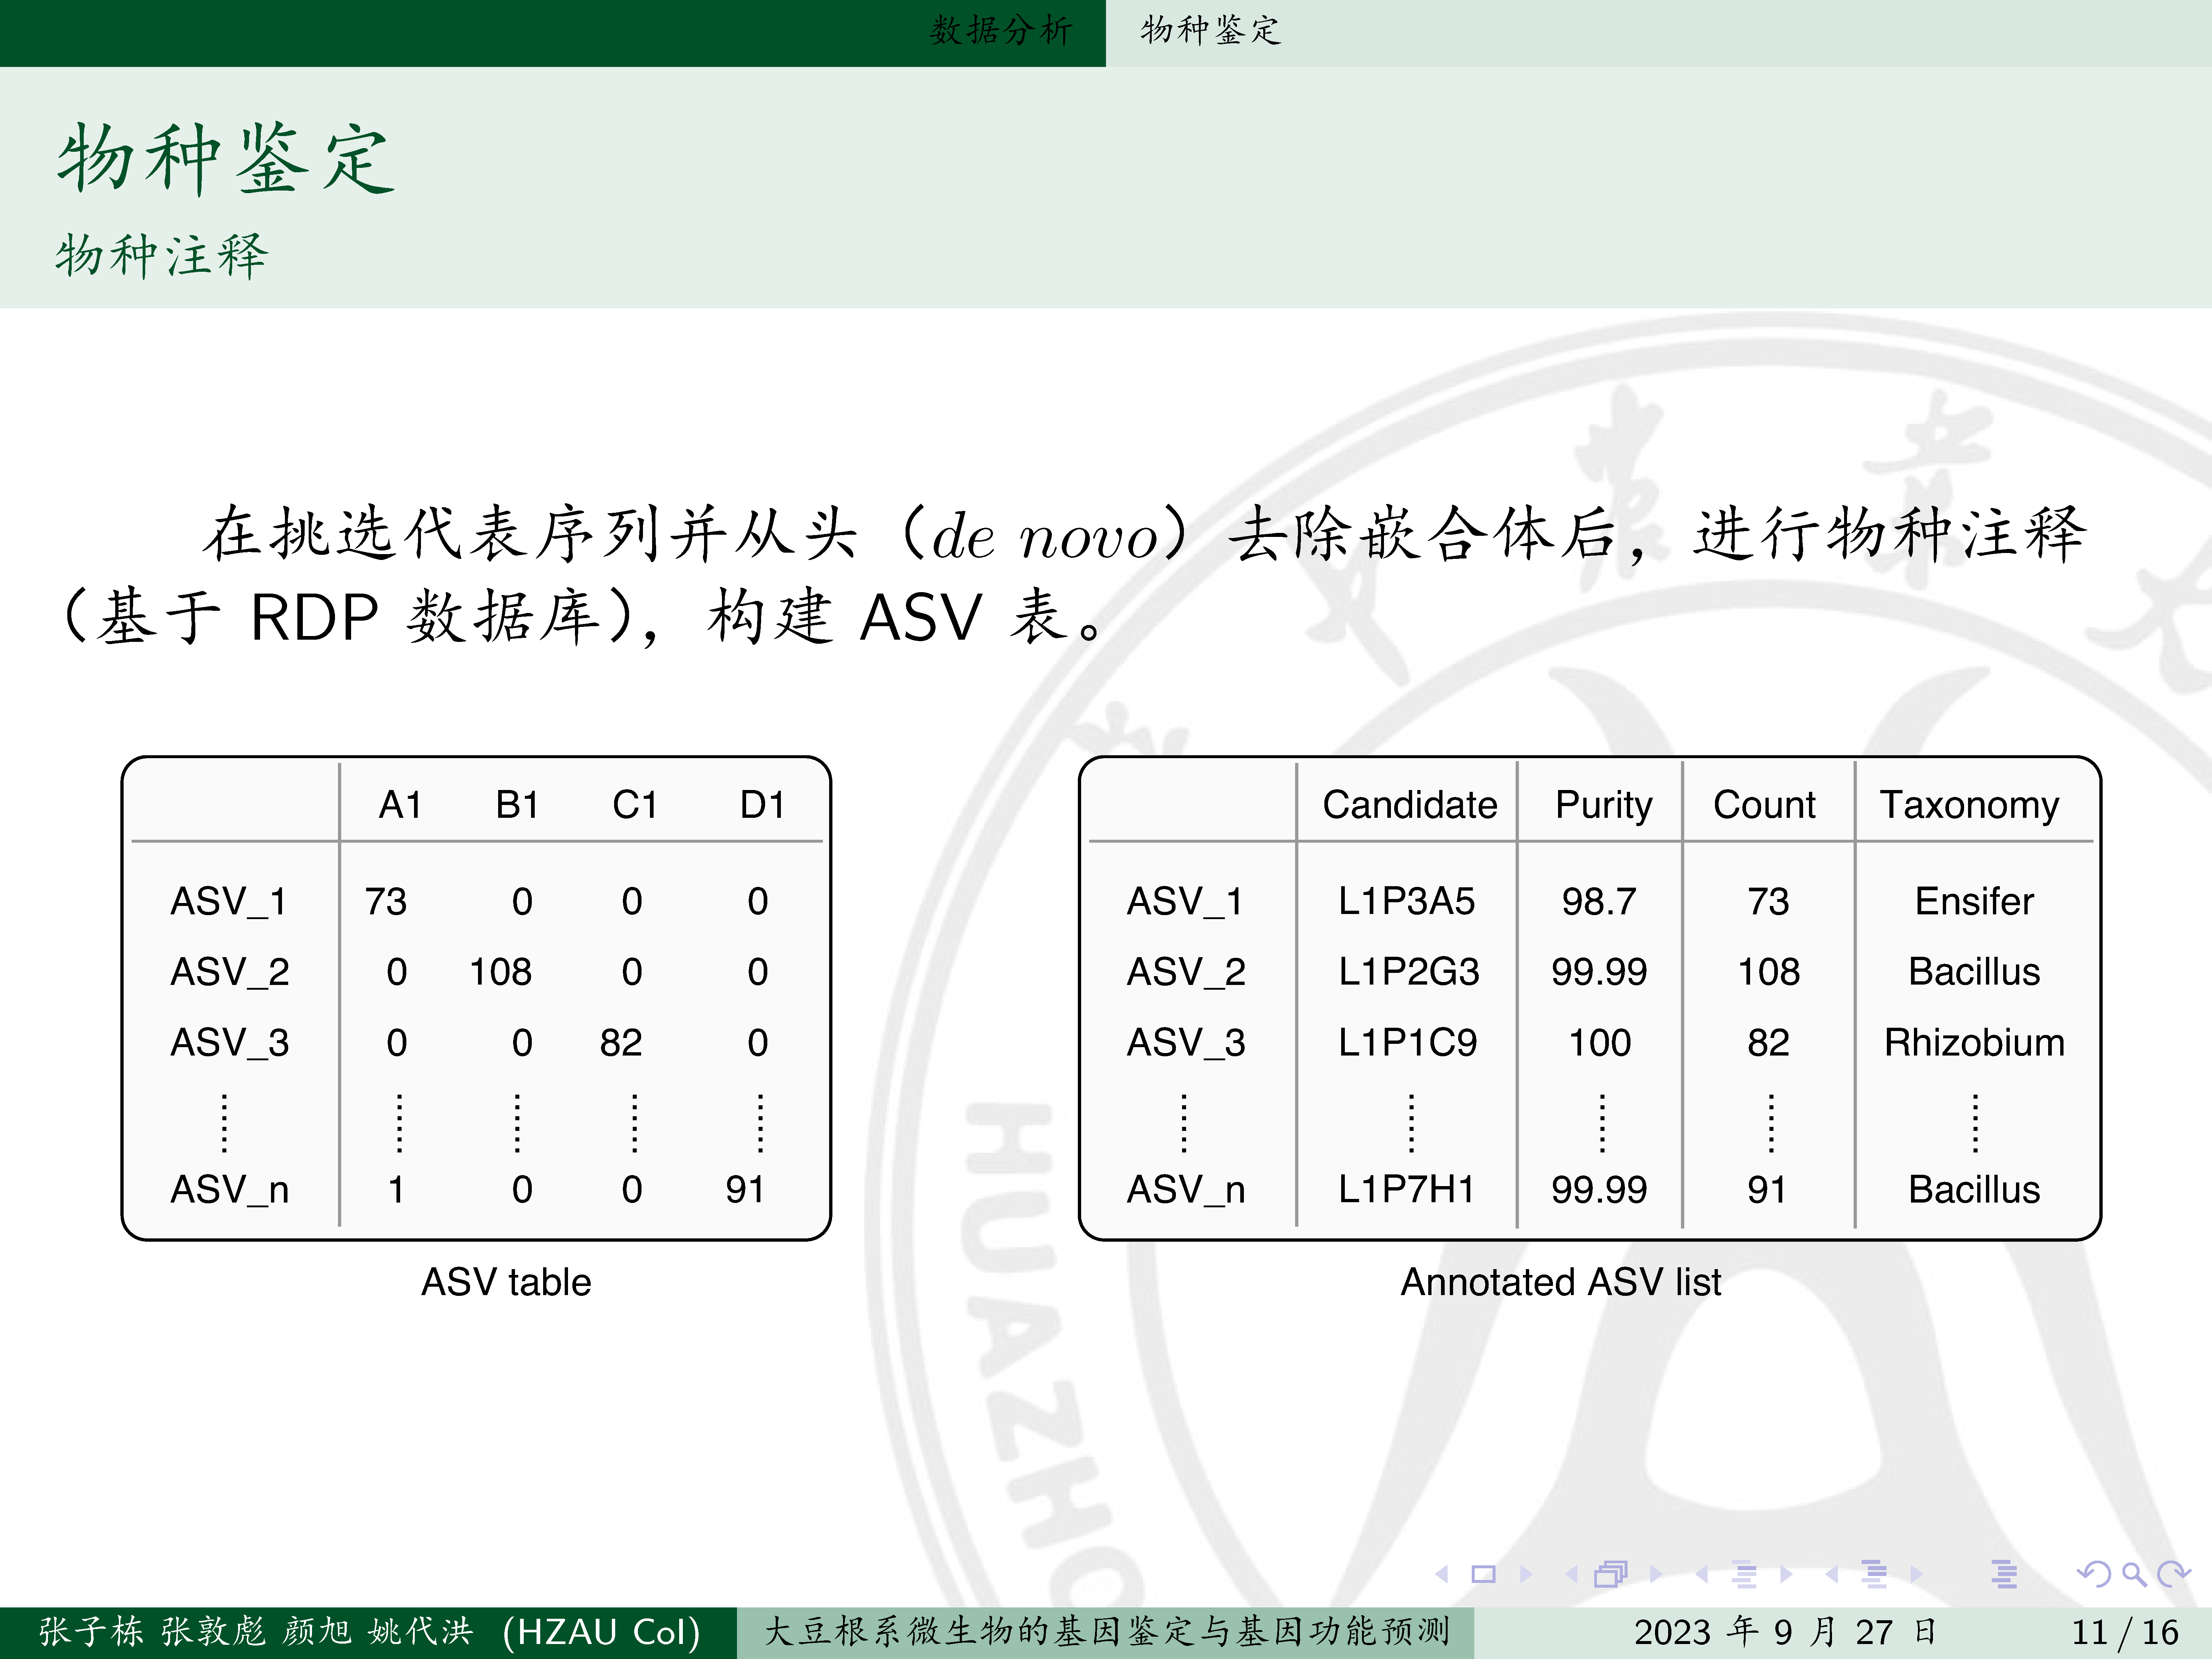 数据分析 物种鉴定
物种鉴定
物种注释
在挑选代表序列并从头（de novo）去除嵌合体后，进行物种注释
（基于 RDP 数据库），构建 ASV 表。
A1 B1 C1 D1
ASV_1 73 0 0 0
ASV_2 0 108 0 0
ASV_3 0 0 82 0
ASV_n 1 0 0 91
ASV table
Candidate Purity Count Taxonomy
ASV_1 L1P3A5 98.7 73 Ensifer
ASV_2 L1P2G3 99.99 108 Bacillus
ASV_3 L1P1C9 100 82 Rhizobium
ASV_n L1P7H1 99.99 91 Bacillus
Annotated ASV list
HUAZHO
张子栋 张敦彪 颜旭 姚代洪 (HZAU CoI)
大豆根系微生物的基因鉴定与基因功能预测
2023 年 9 月 27 日
11 / 16